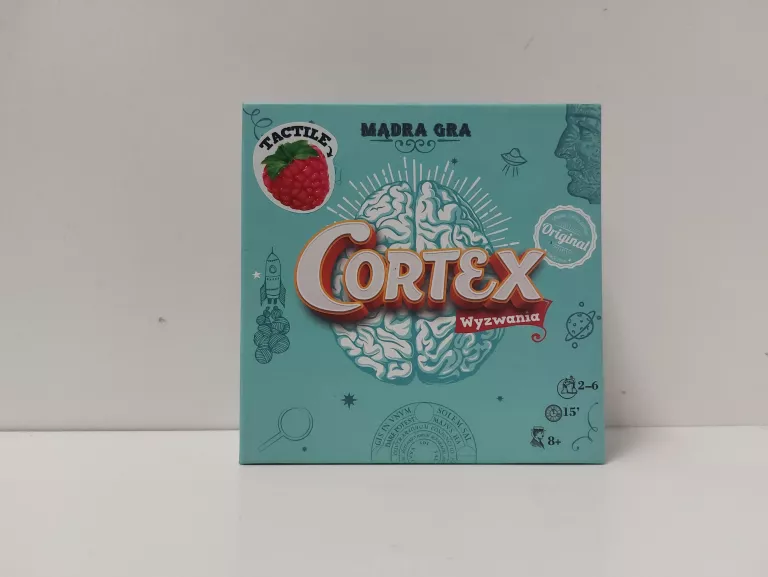 TACTILE
MĄDRA GRA
Original
CORTEX
Wyzwania
2-6
15'
8+